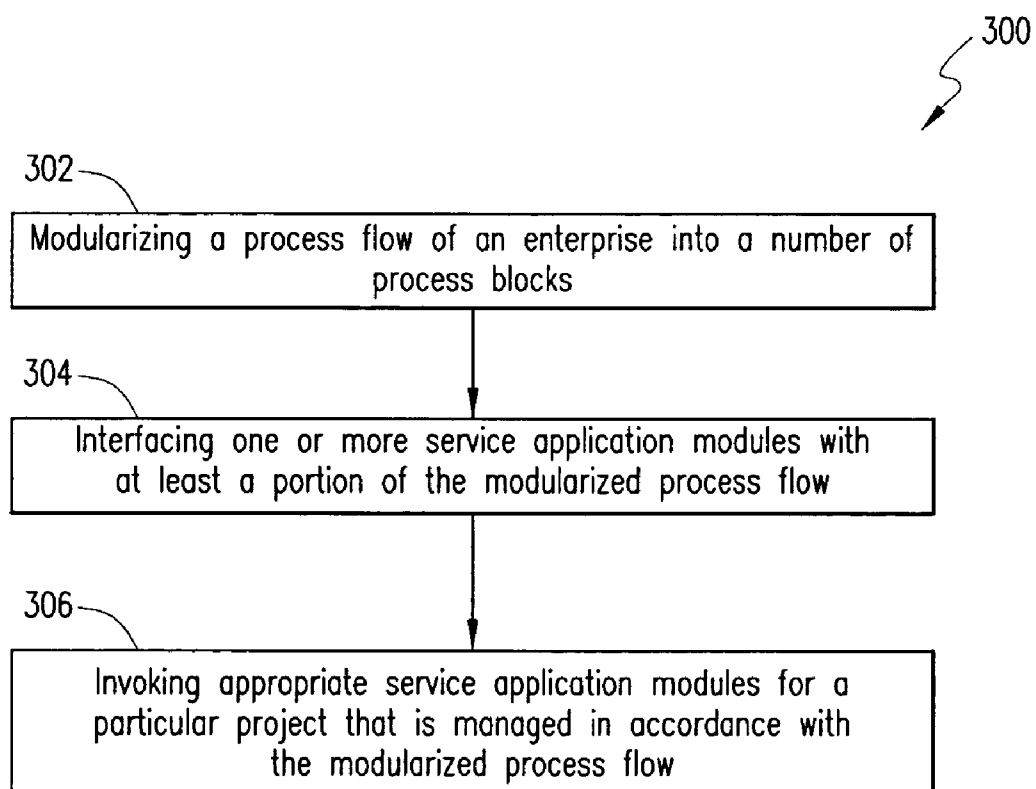 300
302
Modularizing a process flow of an enterprise into a number of
process blocks
304
Interfacing one or more service application modules with
at least a portion of the modularized process flow
306
Invoking appropriate service application modules for a
particular project that is managed in accordance with
the modularized process flow